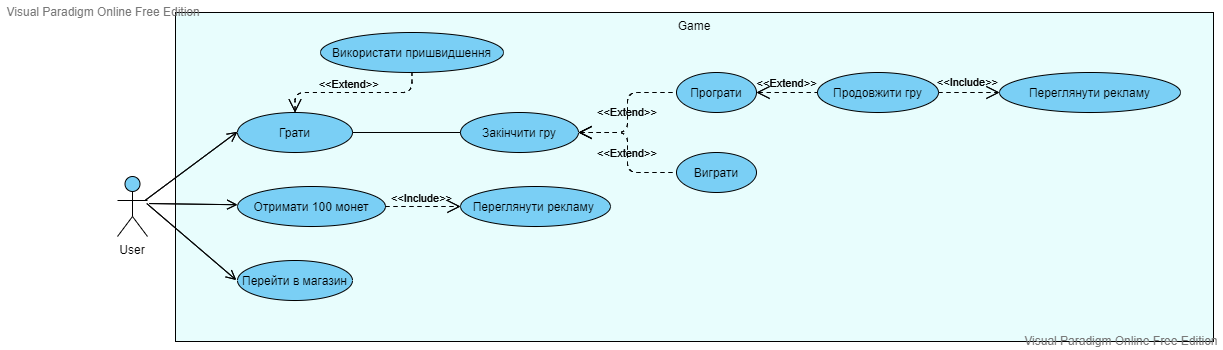 Visual Paradigm Online Free Edition
Game
Використати пришвидшення
<<Extend>>
Грати
Закінчити гру
<<Extend>>
<<Extend>>
Програти
<<Extend>>
Продовжити гру
<<Include>>
Переглянути рекламу
Виграти
Отримати 100 монет
<<Include>>
Переглянути рекламу
User
Перейти в магазин
Visual Paradigm Online Free Edition